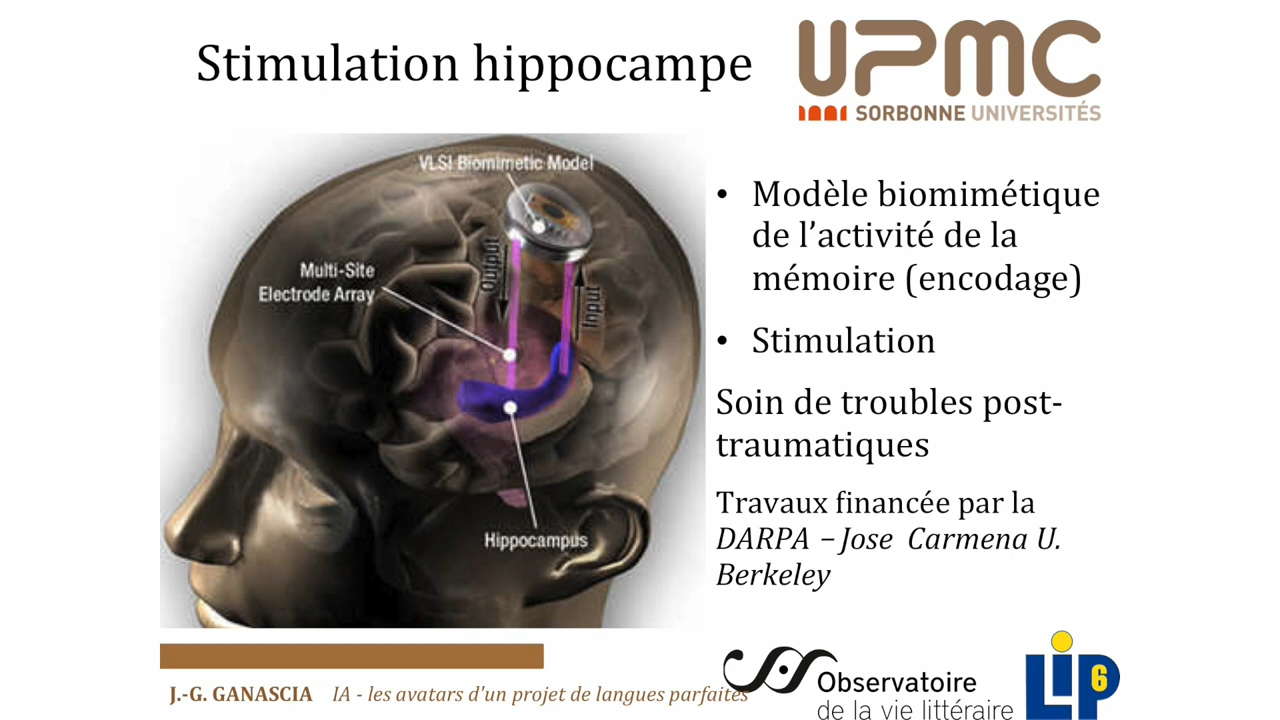 Stimulation hippocampe
UPMC
SORBONNE UNIVERSITÉS
VLSI Biomimetic Model
Output
Input
Multi-Site
Electrode Array
Hippocampus
• Modèle biomimétique
de l’activité de la
mémoire (encodage)
• Stimulation
Soin de troubles post-
traumatiques
Travaux financée par la
DARPA – Jose Carmena U.
Berkeley
J.-G. GANASCIA IA - les avatars d'un projet de langues parfaites
Observatoire
de la vie littéraire
LIP6